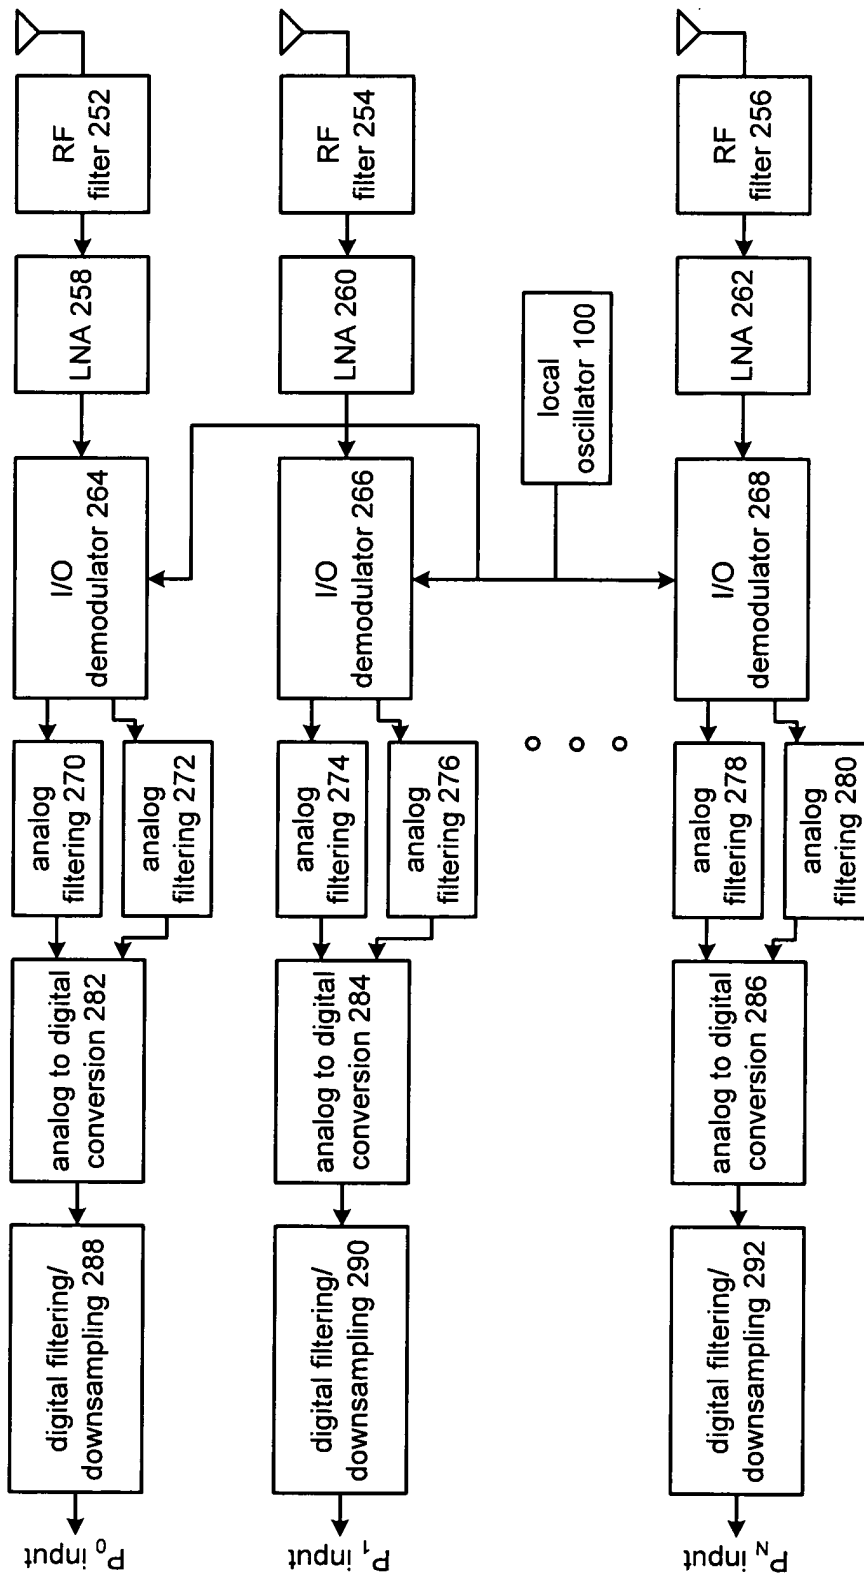 RF
filter 252
LNA 258
I/O
demodulator 264
analog
filtering 270
analog
filtering 272
analog to digital
conversion 282
digital filtering/
downsampling 288
P0 input
RF
filter 254
LNA 260
I/O
demodulator 266
analog
filtering 274
analog
filtering 276
analog to digital
conversion 284
digital filtering/
downsampling 290
P1 input
local
oscillator 100
RF
filter 256
LNA 262
I/O
demodulator 268
analog
filtering 278
analog
filtering 280
analog to digital
conversion 286
digital filtering/
downsampling 292
PN input